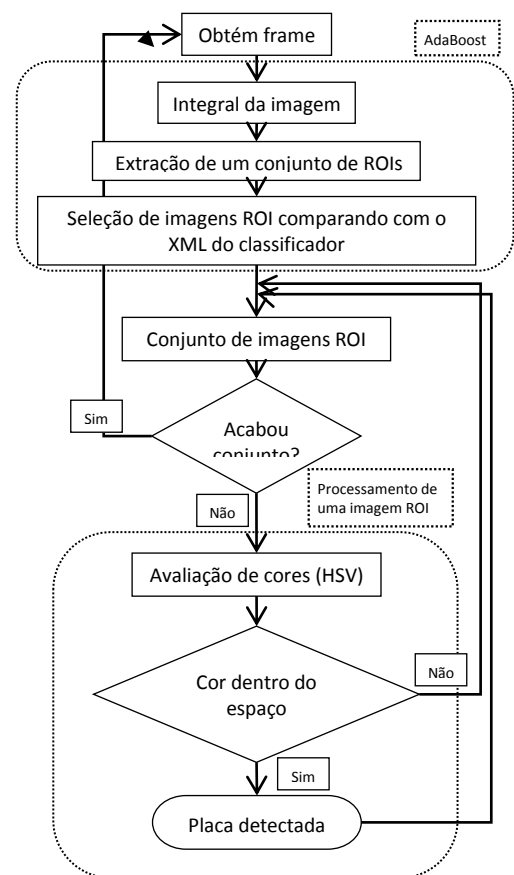 Obtém frame
AdaBoost
Integral da imagem
Extração de um conjunto de ROIs
Seleção de imagens ROI comparando com o
XML do classificador
Conjunto de imagens ROI
Sim
Acabou
conjunto?
Não
Processamento de
uma imagem ROI
Avaliação de cores (HSV)
Cor dentro do
espaço
Não
Sim
Placa detectada